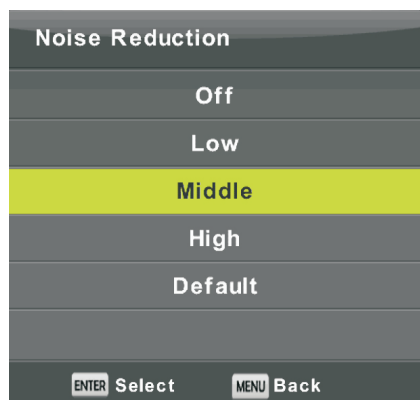 Noise Reduction
Off
Low
Middle
High
Default
ENTER Select MENU Back